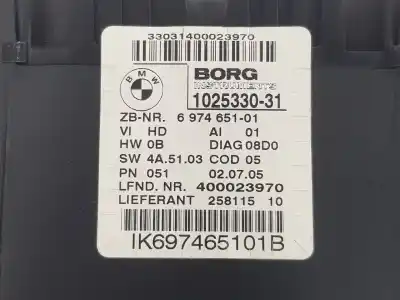 33031400023970
BMW
BORG
INSTRUMENTS
1025330-31
ZB-NR. 6 974 651-01
VI HD AI 01
HW 0B DIAG 08D0
SW 4A.51.03 COD 05
PN 051 02.07.05
LFND. NR. 400023970
LIEFERANT 258115 10
IK697465101B